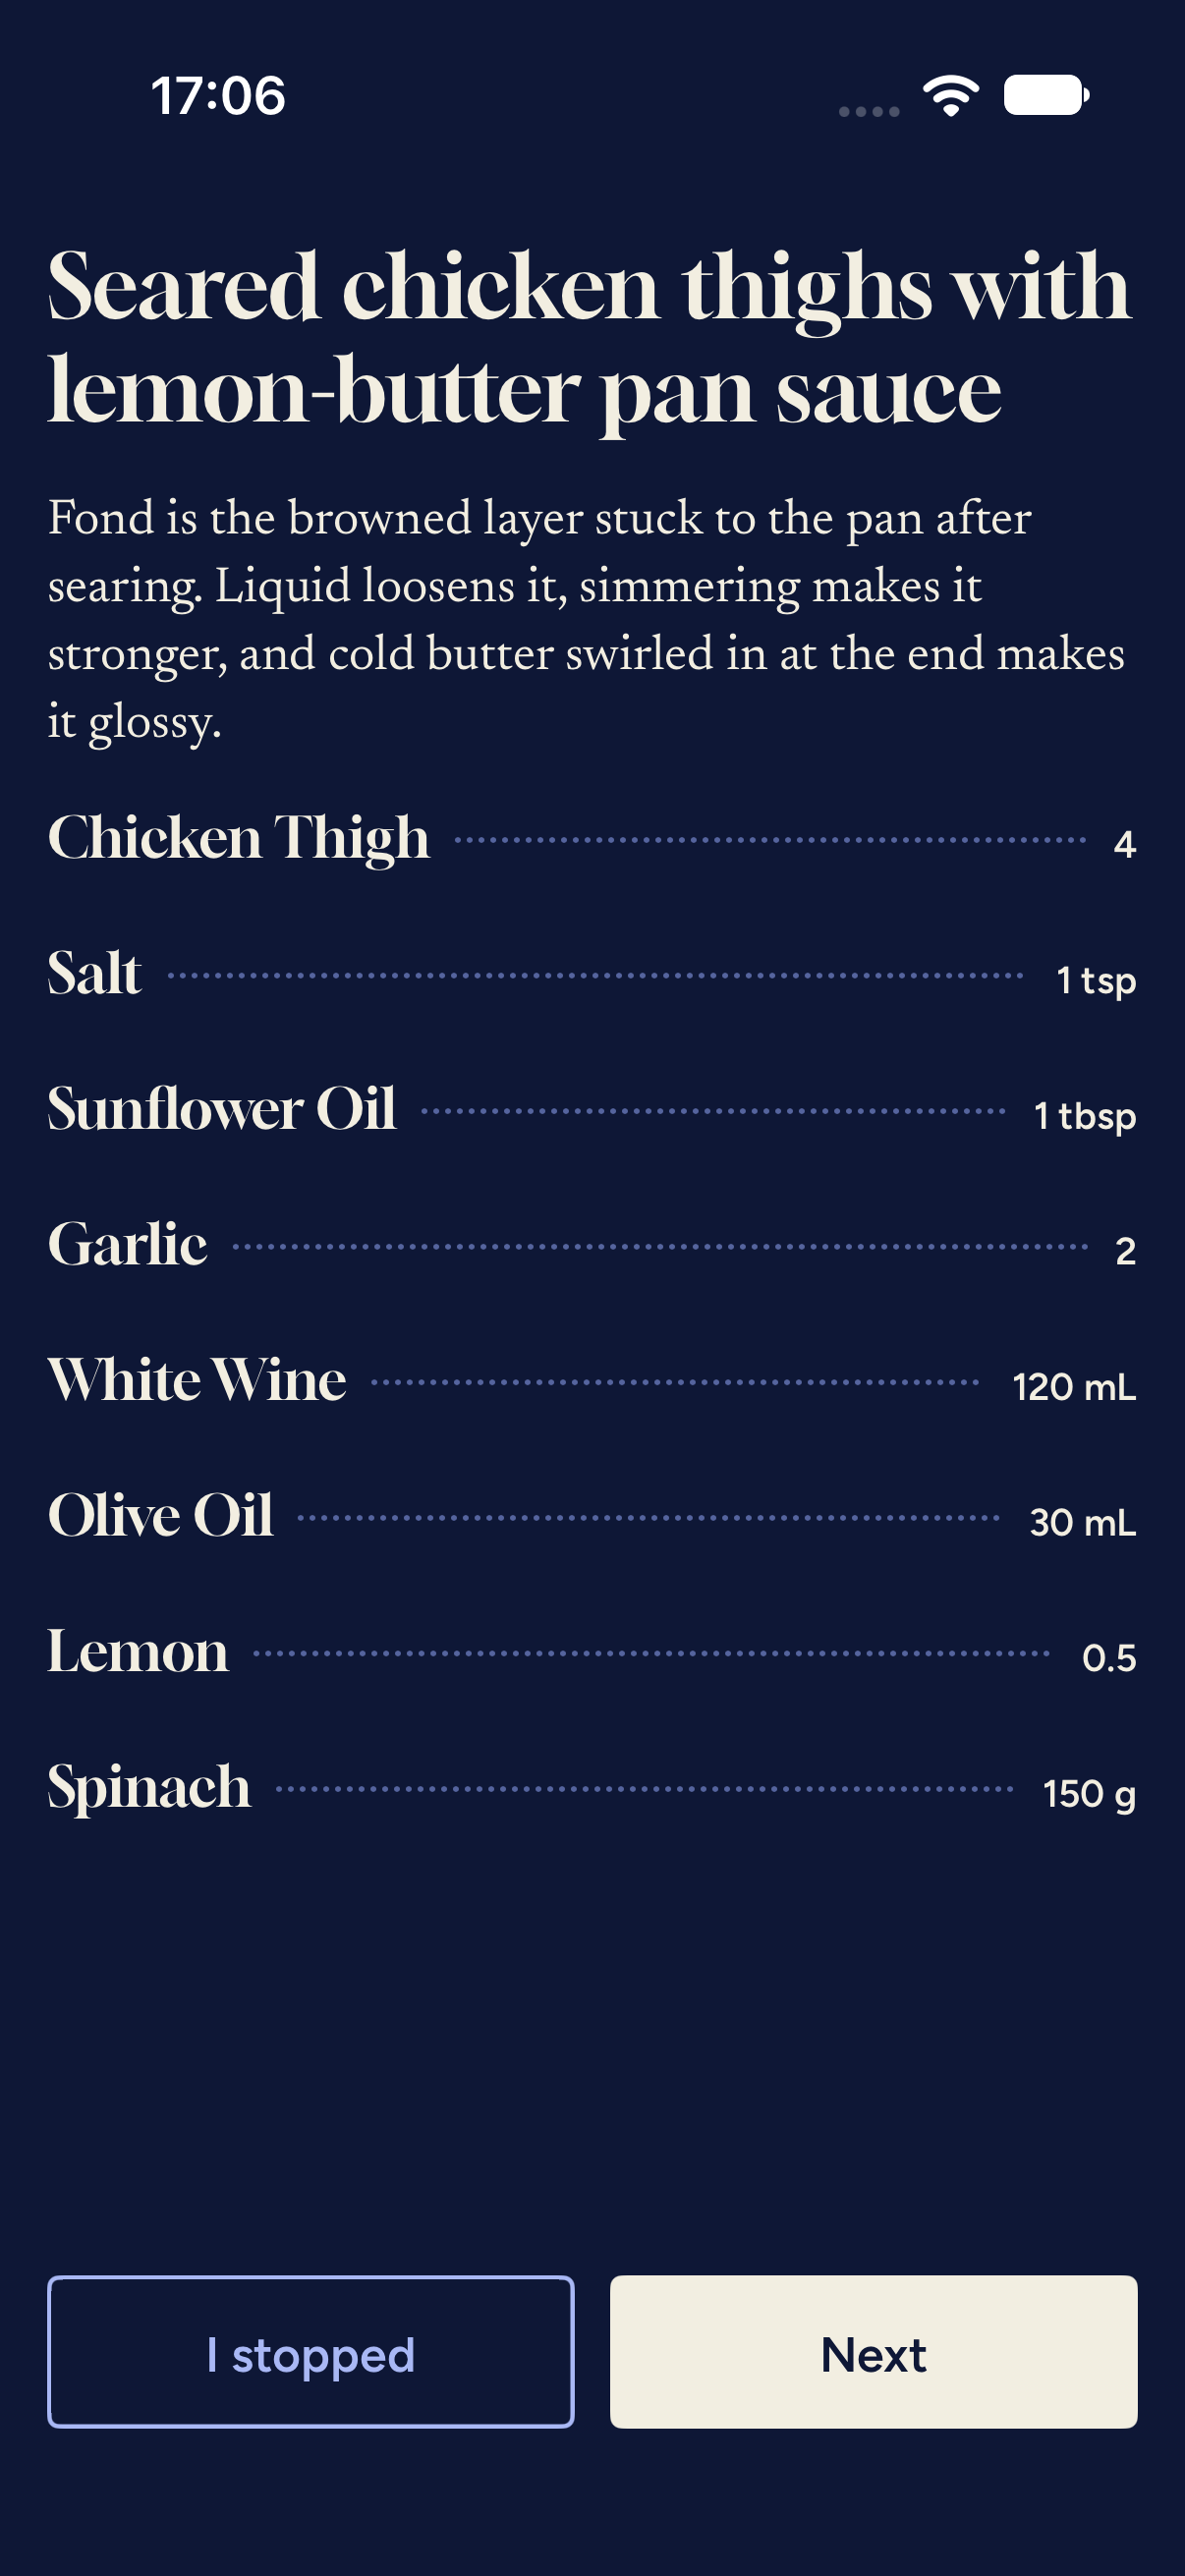 17:06
Seared chicken thighs with
lemon-butter pan sauce
Fond is the browned layer stuck to the pan after
searing. Liquid loosens it, simmering makes it
stronger, and cold butter swirled in at the end makes
it glossy.
Chicken Thigh 4
Salt 1 tsp
Sunflower Oil 1 tbsp
Garlic 2
White Wine 120 mL
Olive Oil 30 mL
Lemon 0.5
Spinach 150 g
I stopped
Next